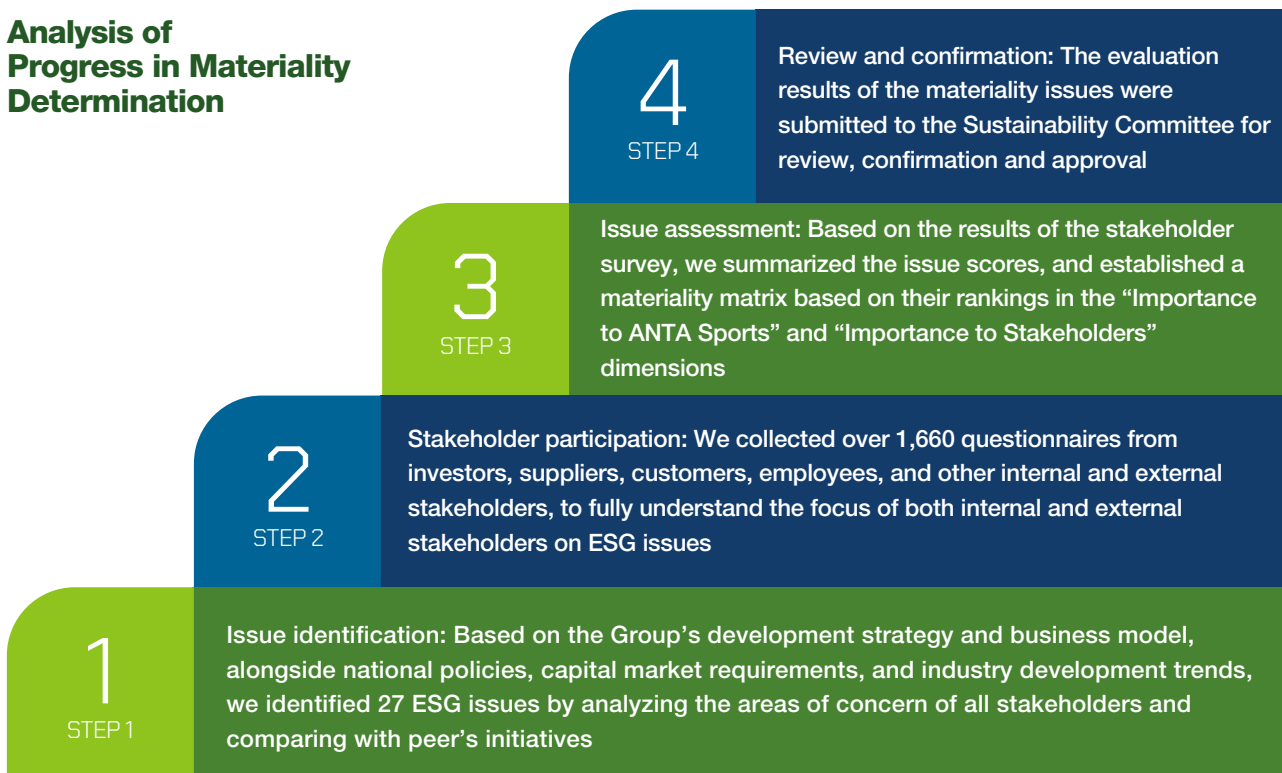 Analysis of
Progress in Materiality
Determination
4
STEP 4
Review and confirmation: The evaluation
results of the materiality issues were
submitted to the Sustainability Committee for
review, confirmation and approval
3
STEP 3
Issue assessment: Based on the results of the stakeholder
survey, we summarized the issue scores, and established a
materiality matrix based on their rankings in the “Importance
to ANTA Sports” and “Importance to Stakeholders”
dimensions
2
STEP 2
Stakeholder participation: We collected over 1,660 questionnaires from
investors, suppliers, customers, employees, and other internal and external
stakeholders, to fully understand the focus of both internal and external
stakeholders on ESG issues
1
STEP 1
Issue identification: Based on the Group’s development strategy and business model,
alongside national policies, capital market requirements, and industry development trends,
we identified 27 ESG issues by analyzing the areas of concern of all stakeholders and
comparing with peer’s initiatives